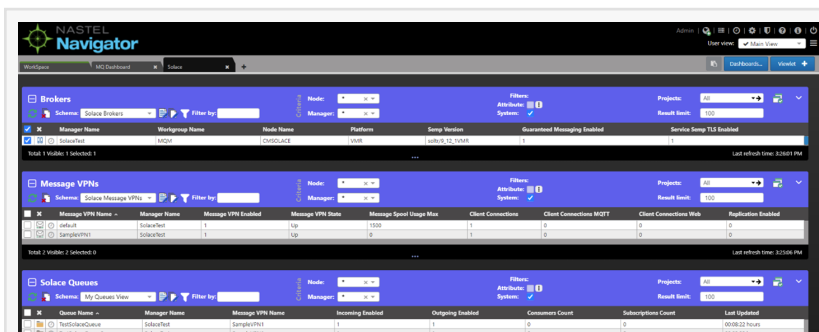 NASTEL
Navigator
Admin
User view: Main View
WorkSpace MQ Dashboard Solace
Dashboards... Viewlet
Brokers
Schema: Solace Brokers Filter by:
Criteria Node: * Manager: *
Filters: Attribute: System:
Projects: All
Result limit: 100
Manager Name Workgroup Name Node Name Platform Semp Version Guaranteed Messaging Enabled Service Semp TLS Enabled
SolaceTest MQM CMSOLACE VMR soltr/9_12_1VMR 1 1
Total: 1 Visible: 1 Selected: 1 ... Last refresh time: 3:26:01 PM
Message VPNs
Schema: Solace Message VPNs Filter by:
Criteria Node: * Manager: *
Filters: Attribute: System:
Projects: All
Result limit: 100
Message VPN Name Manager Name Message VPN Enabled Message VPN State Message Spool Usage Max Client Connections Client Connections MQTT Client Connections Web Replication Enabled
default SolaceTest 1 Up 1500 1 0 0 0
SampleVPN1 SolaceTest 1 Up 0 1 0 0 0
Total: 2 Visible: 2 Selected: 0 ... Last refresh time: 3:25:06 PM
Solace Queues
Schema: My Queues View Filter by:
Criteria Node: * Manager: *
Filters: Attribute: System:
Projects: All
Result limit: 100
Queue Name Manager Name Message VPN Name Incoming Enabled Outgoing Enabled Consumers Count Subscriptions Count Last Updated
TestSolaceQueue SolaceTest SampleVPN1 1 1 0 0 00:08:22 hours